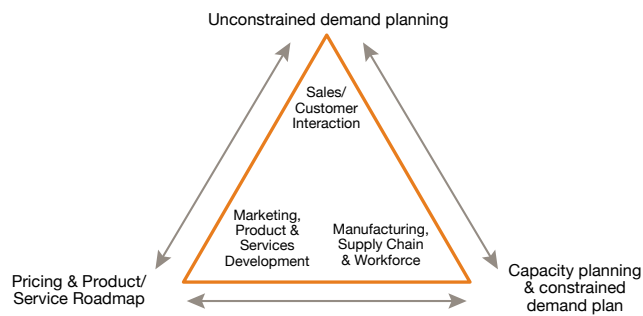 Unconstrained demand planning
Sales/
Customer
Interaction
Marketing,
Product &
Services
Development
Manufacturing,
Supply Chain
& Workforce
Pricing & Product/
Service Roadmap
Capacity planning
& constrained
demand plan